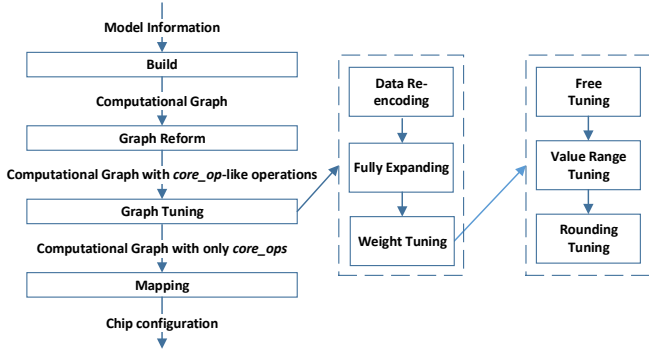 Model Information
Build
Computational Graph
Graph Reform
Computational Graph with core_op-like operations
Graph Tuning
Computational Graph with only core_ops
Mapping
Chip configuration
Data Re-
encoding
Fully Expanding
Weight Tuning
Free
Tuning
Value Range
Tuning
Rounding
Tuning